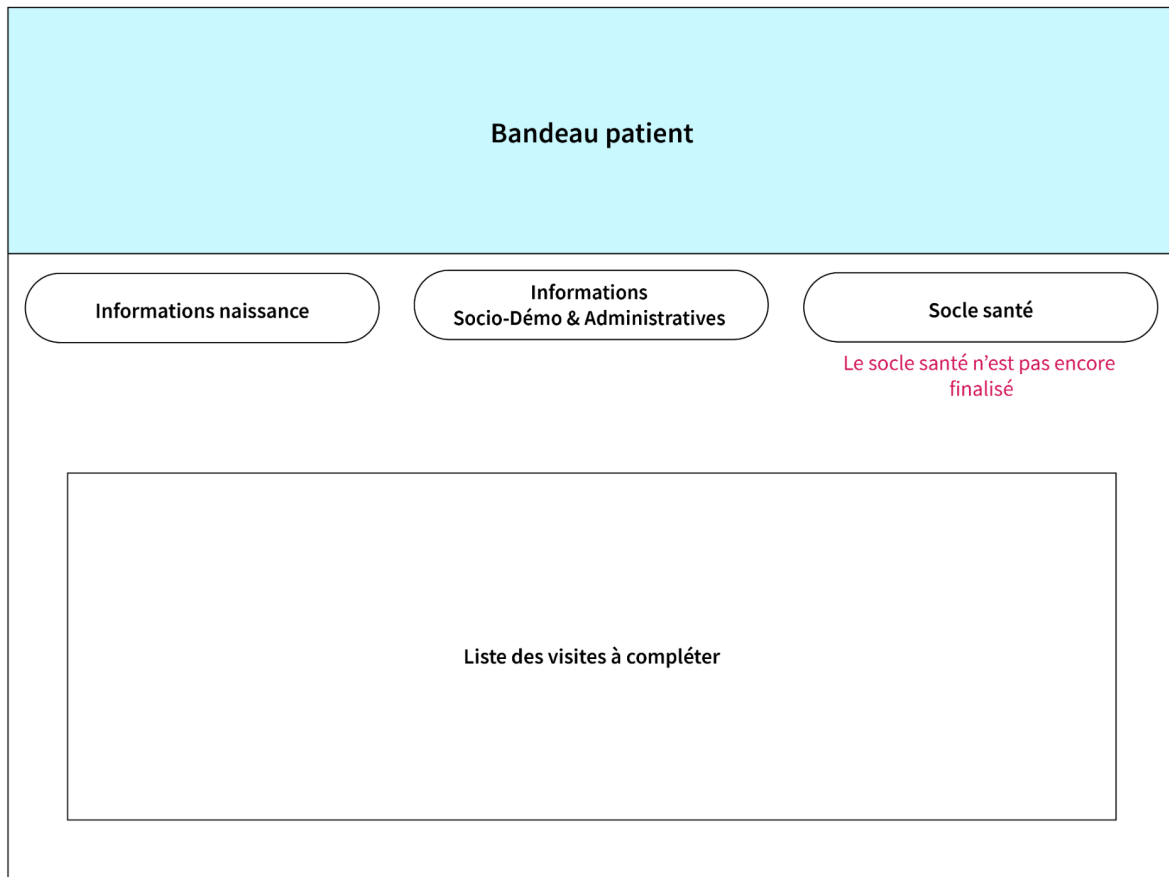 Bandeau patient
Informations naissance
Informations
Socio-Démo & Administratives
Socle santé
Le socle santé n’est pas encore
finalisé
Liste des visites à compléter